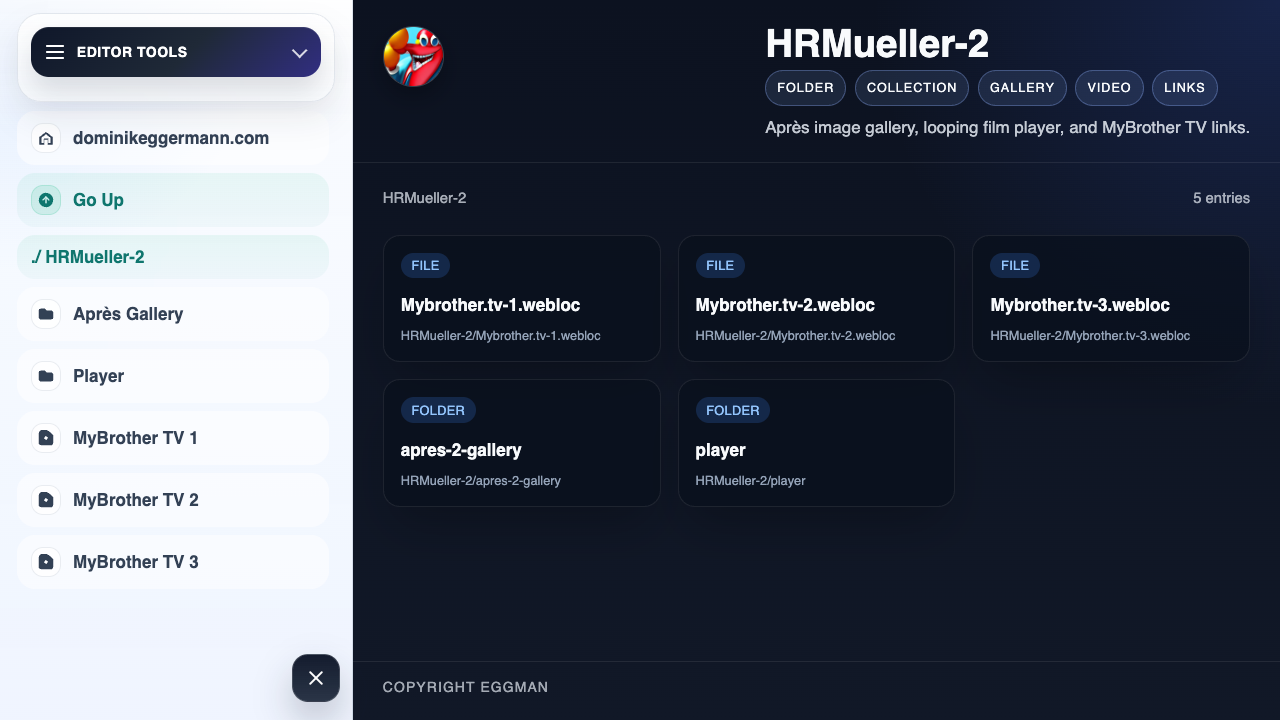 EDITOR TOOLS
dominikeggermann.com
Go Up
./ HRMueller-2
Après Gallery
Player
MyBrother TV 1
MyBrother TV 2
MyBrother TV 3
HRMueller-2
FOLDER COLLECTION GALLERY VIDEO LINKS
Après image gallery, looping film player, and MyBrother TV links.
HRMueller-2 5 entries
FILE
Mybrother.tv-1.webloc
HRMueller-2/Mybrother.tv-1.webloc
FILE
Mybrother.tv-2.webloc
HRMueller-2/Mybrother.tv-2.webloc
FILE
Mybrother.tv-3.webloc
HRMueller-2/Mybrother.tv-3.webloc
FOLDER
apres-2-gallery
HRMueller-2/apres-2-gallery
FOLDER
player
HRMueller-2/player
COPYRIGHT EGGMAN